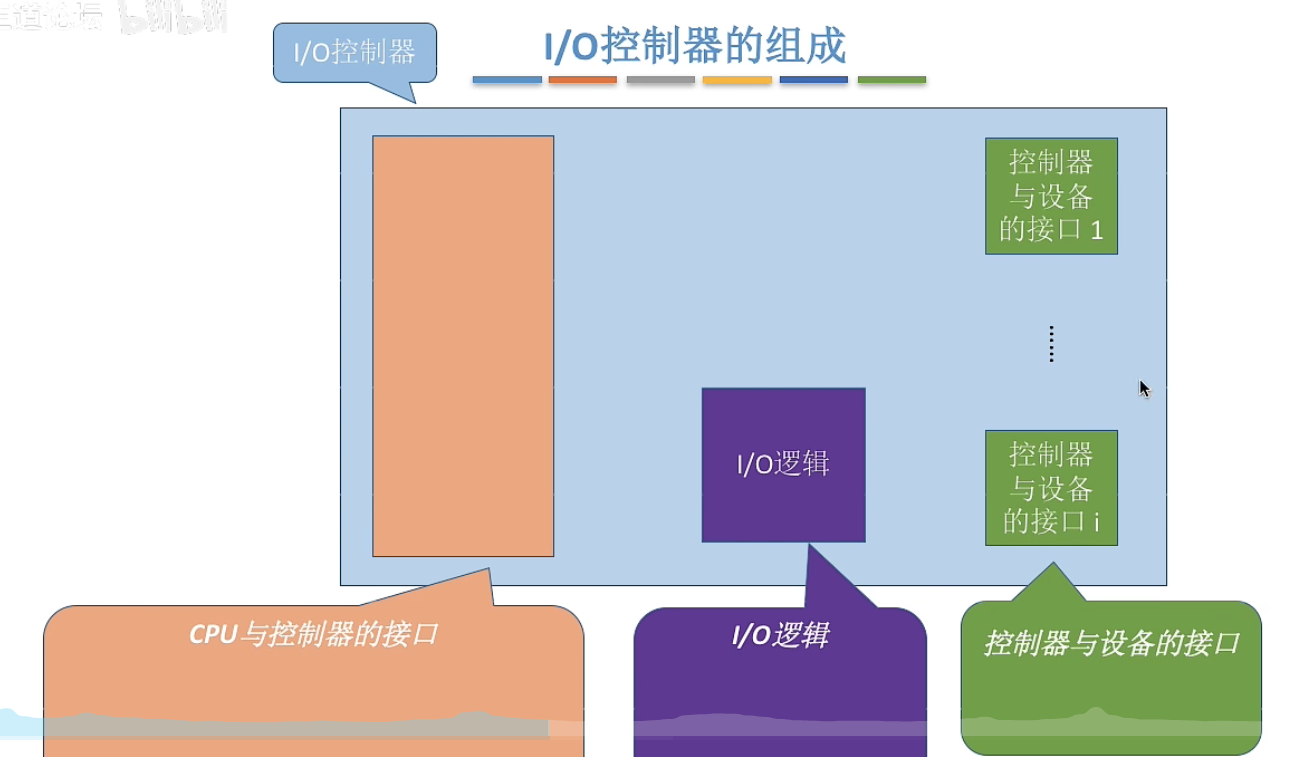 bilibili
I/O控制器
I/O控制器的组成
控制器
与设备
的接口 1
I/O逻辑
控制器
与设备
的接口 i
CPU与控制器的接口
I/O逻辑
控制器与设备的接口